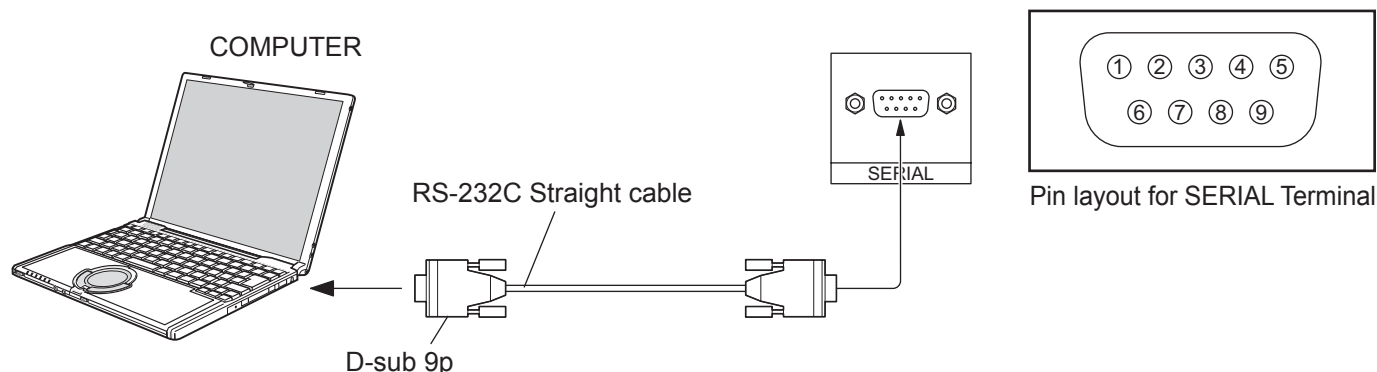 COMPUTER
RS-232C Straight cable
D-sub 9p
SERIAL
① ② ③ ④ ⑤
⑥ ⑦ ⑧ ⑨
Pin layout for SERIAL Terminal